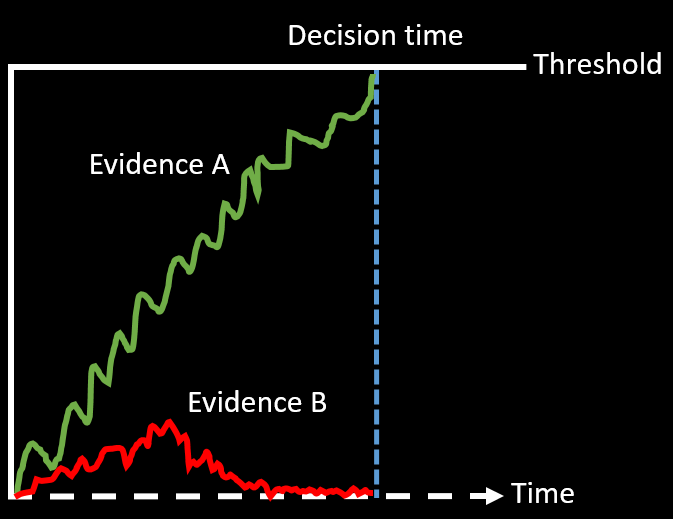 Decision time
Threshold
Evidence A
Evidence B
Time